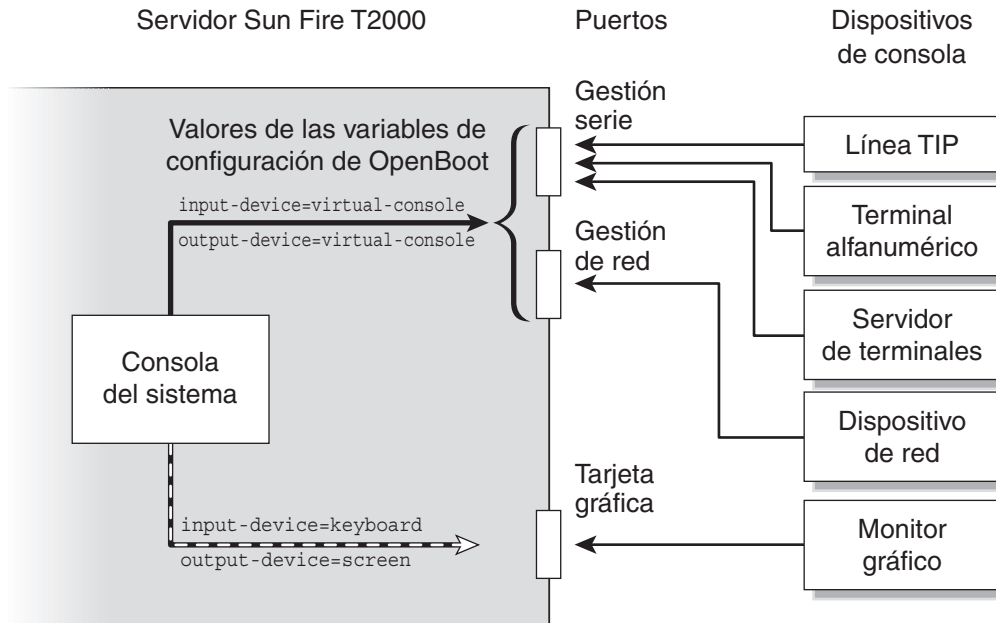 Servidor Sun Fire T2000
Puertos
Dispositivos
de consola
Valores de las variables de
configuración de OpenBoot
input-device=virtual-console
output-device=virtual-console
Consola
del sistema
input-device=keyboard
output-device=screen
Gestión
serie
Gestión
de red
Tarjeta
gráfica
Línea TIP
Terminal
alfanumérico
Servidor
de terminales
Dispositivo
de red
Monitor
gráfico